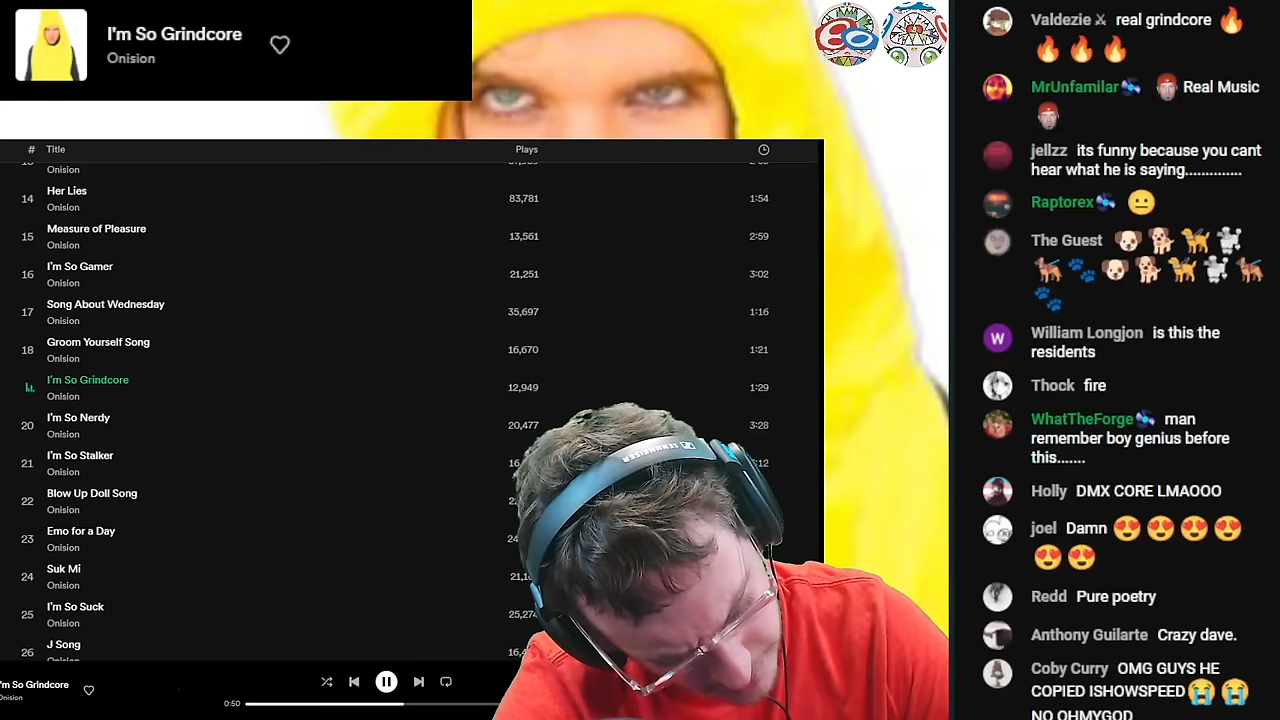 I'm So Grindcore
Onision
# Title Plays
Onision
14 Her Lies 83,781 1:54
Onision
15 Measure of Pleasure 13,561 2:59
Onision
16 I'm So Gamer 21,251 3:02
Onision
17 Song About Wednesday 35,697 1:16
Onision
18 Groom Yourself Song 16,670 1:21
Onision
I'm So Grindcore 12,949 1:29
Onision
20 I'm So Nerdy 20,477 3:28
Onision
21 I'm So Stalker
Onision
22 Blow Up Doll Song
Onision
23 Emo for a Day
Onision
24 Suk Mi
Onision
25 I'm So Suck
Onision
26 J Song
I'm So Grindcore
Onision
0:50
SENNHEISER
Valdezie real grindcore
MrUnfamilar Real Music
jellzz its funny because you cant
hear what he is saying..............
Raptorex
The Guest
W William Longjon is this the
residents
Thock fire
WhatTheForge man
remember boy genius before
this.......
Holly DMX CORE LMAOOO
joel Damn
Redd Pure poetry
Anthony Guilarte Crazy dave.
Coby Curry OMG GUYS HE
COPIED ISHOWSPEED
NO OHMYGOD